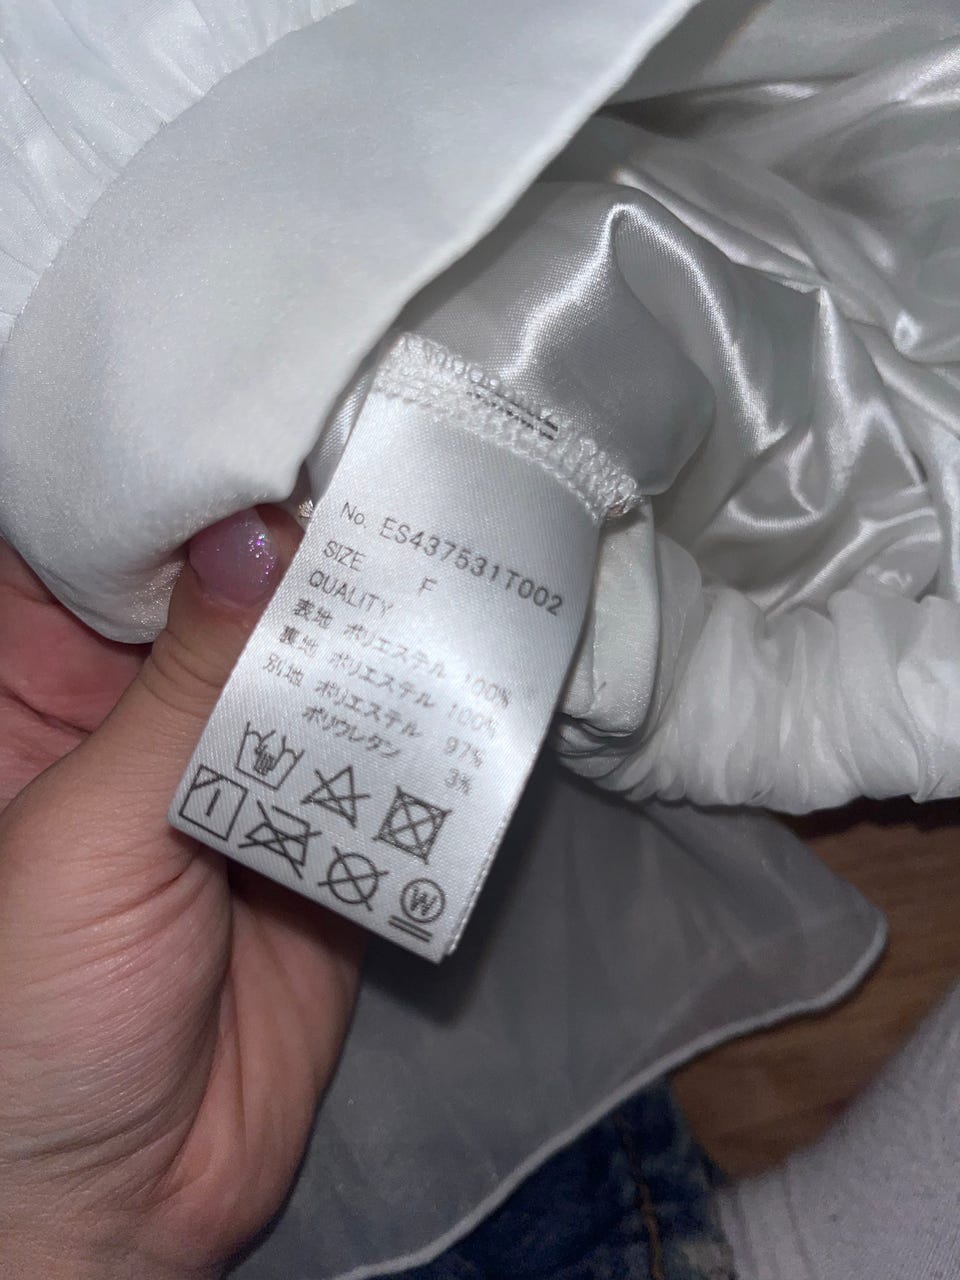 No. ES437531T002
SIZE F
QUALITY
表地 ポリエステル 100%
裏地 ポリエステル 100%
別地 ポリエステル 97%
ポリウレタン 3%
W